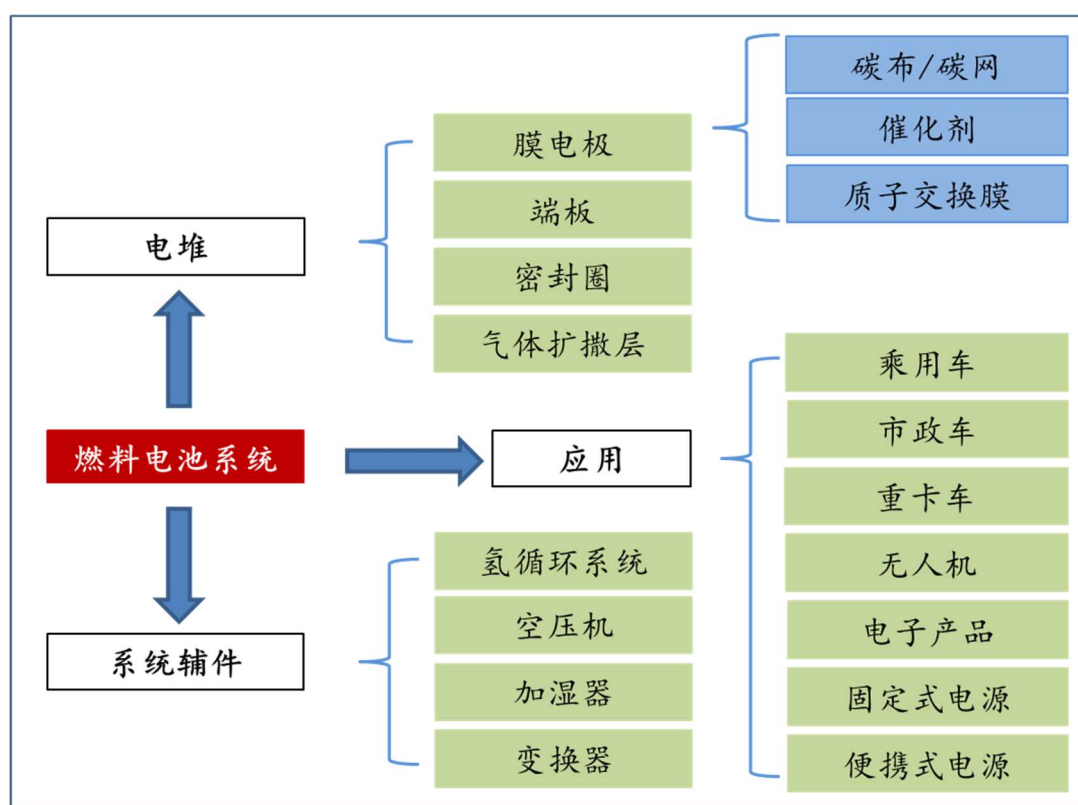 碳布/碳网
催化剂
质子交换膜
膜电极
端板
密封圈
气体扩撒层
电堆
燃料电池系统
应用
乘用车
市政车
重卡车
无人机
电子产品
固定式电源
便携式电源
系统辅件
氢循环系统
空压机
加湿器
变换器